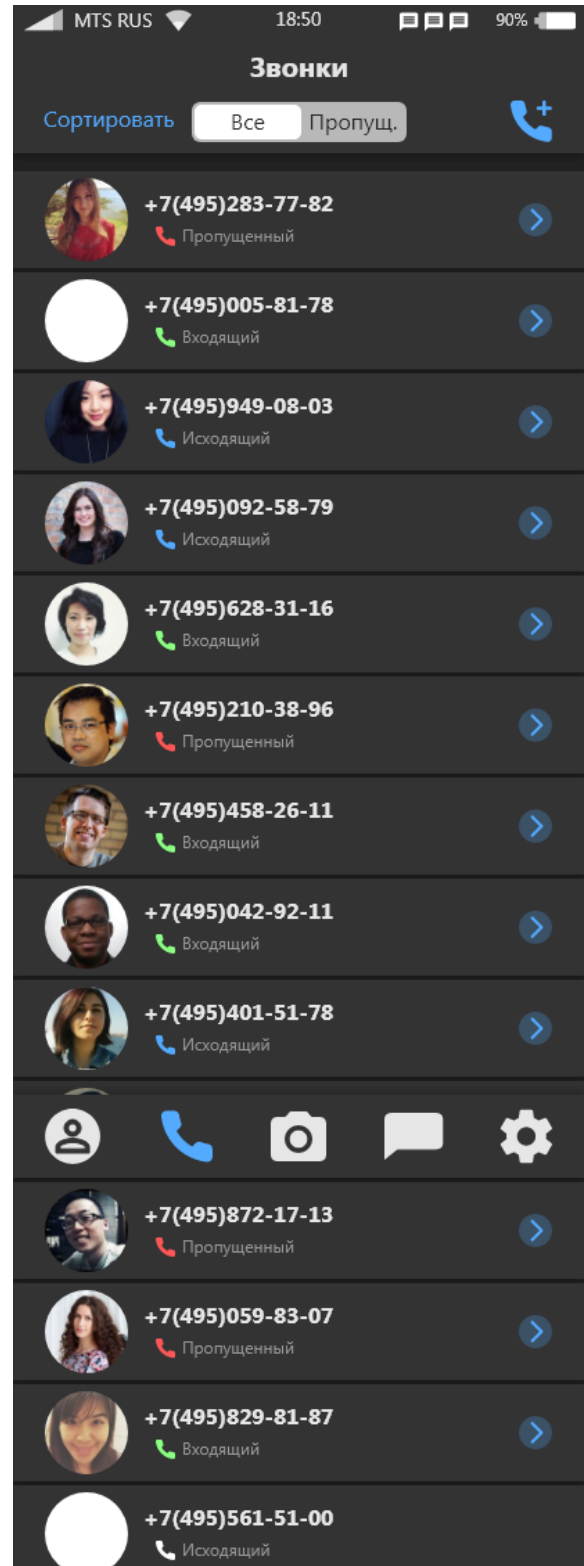 MTS RUS 18:50 90%
Звонки
Сортировать Все Пропущ.
+7(495)283-77-82
Пропущенный
+7(495)005-81-78
Входящий
+7(495)949-08-03
Исходящий
+7(495)092-58-79
Исходящий
+7(495)628-31-16
Входящий
+7(495)210-38-96
Пропущенный
+7(495)458-26-11
Входящий
+7(495)042-92-11
Входящий
+7(495)401-51-78
Исходящий
+7(495)872-17-13
Пропущенный
+7(495)059-83-07
Пропущенный
+7(495)829-81-87
Входящий
+7(495)561-51-00
Исходящий